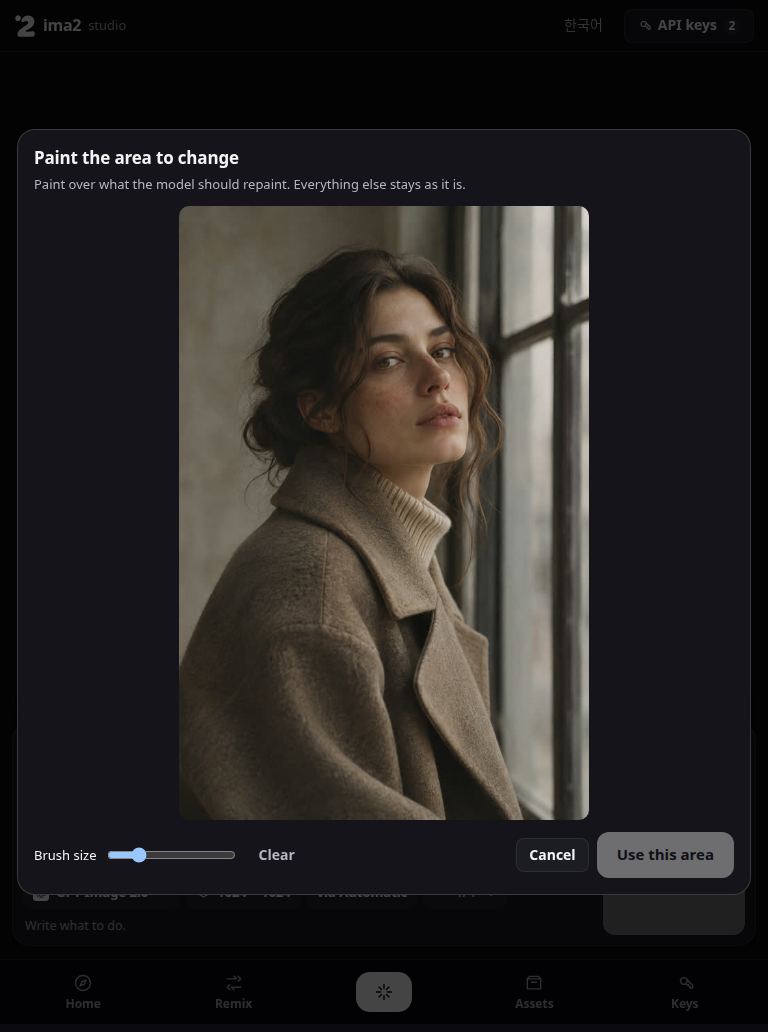 ima2 studio
한국어
API keys 2
Paint the area to change
Paint over what the model should repaint. Everything else stays as it is.
Brush size
Clear
Cancel
Use this area
Write what to do.
Home
Remix
Assets
Keys